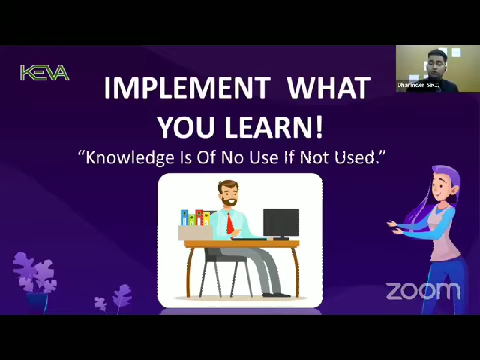 KEVA
IMPLEMENT WHAT
YOU LEARN!
“Knowledge Is Of No Use If Not Used.”
zoom